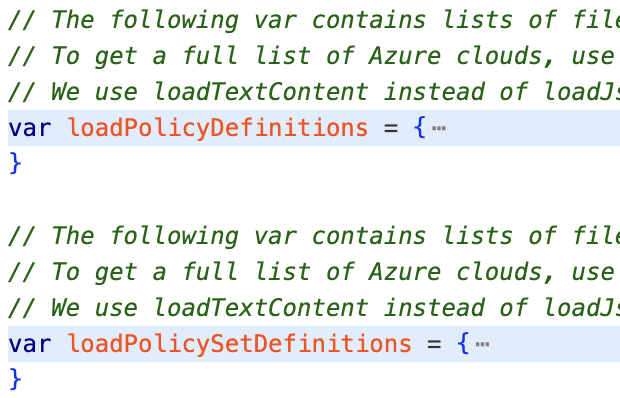 // The following var contains lists of file
// To get a full list of Azure clouds, use
// We use loadTextContent instead of loadJs
var loadPolicyDefinitions = {⋯
}
// The following var contains lists of file
// To get a full list of Azure clouds, use
// We use loadTextContent instead of loadJs
var loadPolicySetDefinitions = {⋯
}